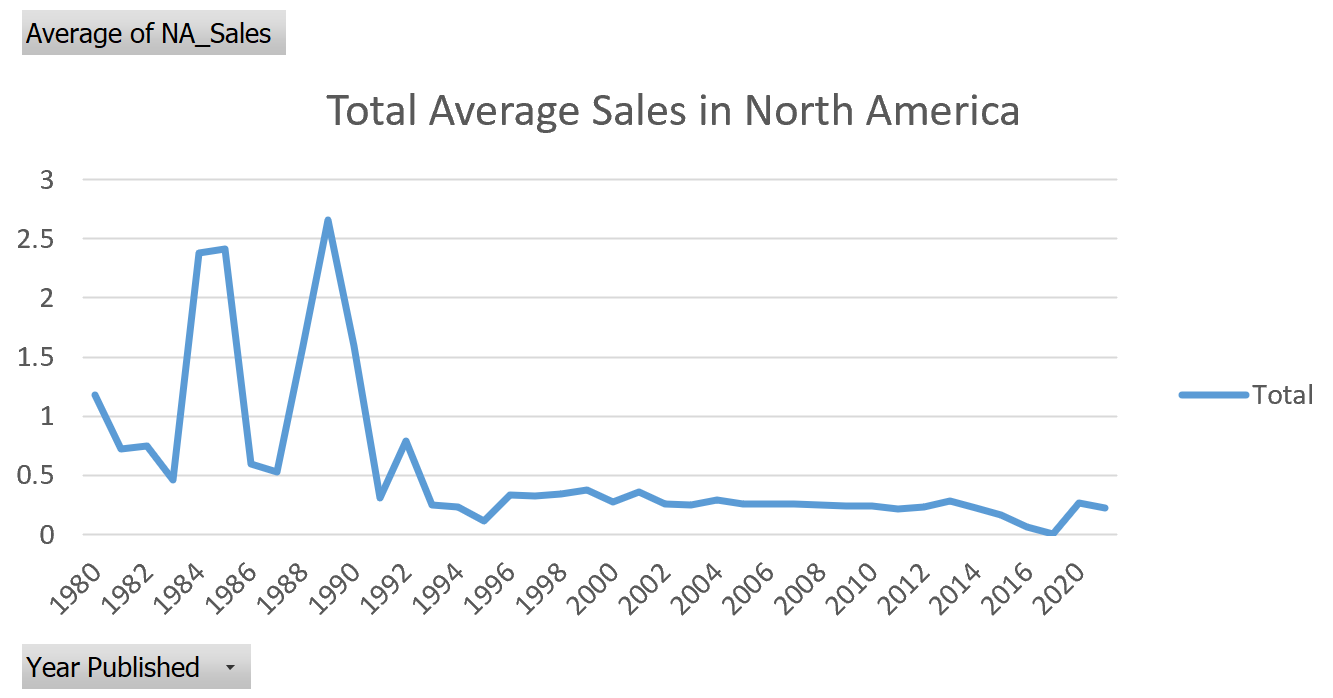 Average of NA_Sales
Total Average Sales in North America
3
2.5
2
1.5
1
0.5
0
1980 1982 1984 1986 1988 1990 1992 1994 1996 1998 2000 2002 2004 2006 2008 2010 2012 2014 2016 2020
Total
Year Published